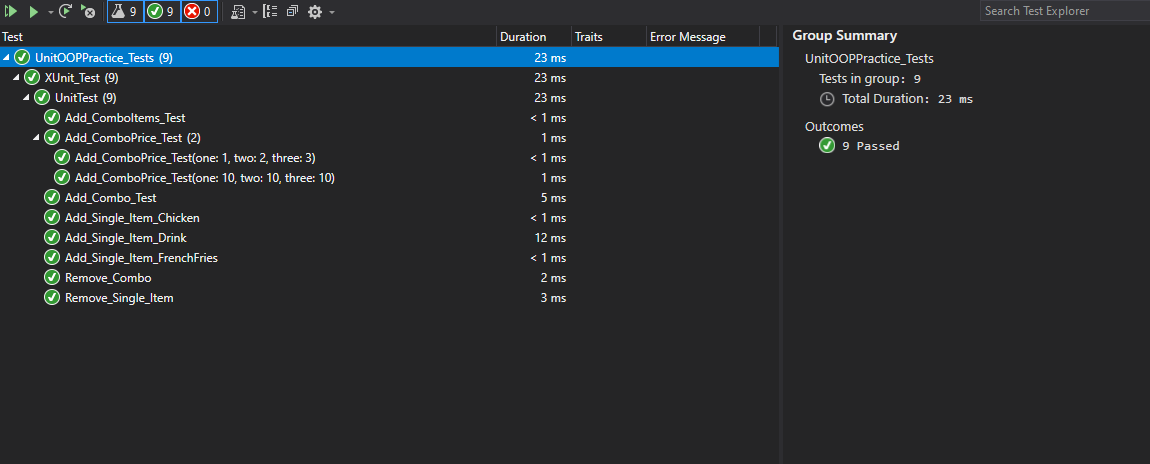 9 9 0 Search Test Explorer
Test Duration Traits Error Message
UnitOOPPractice_Tests (9) 23 ms
XUnit_Test (9) 23 ms
UnitTest (9) 23 ms
Add_ComboItems_Test < 1 ms
Add_ComboPrice_Test (2) 1 ms
Add_ComboPrice_Test(one: 1, two: 2, three: 3) < 1 ms
Add_ComboPrice_Test(one: 10, two: 10, three: 10) 1 ms
Add_Combo_Test 5 ms
Add_Single_Item_Chicken < 1 ms
Add_Single_Item_Drink 12 ms
Add_Single_Item_FrenchFries < 1 ms
Remove_Combo 2 ms
Remove_Single_Item 3 ms
Group Summary
UnitOOPPractice_Tests
Tests in group: 9
Total Duration: 23 ms
Outcomes
9 Passed